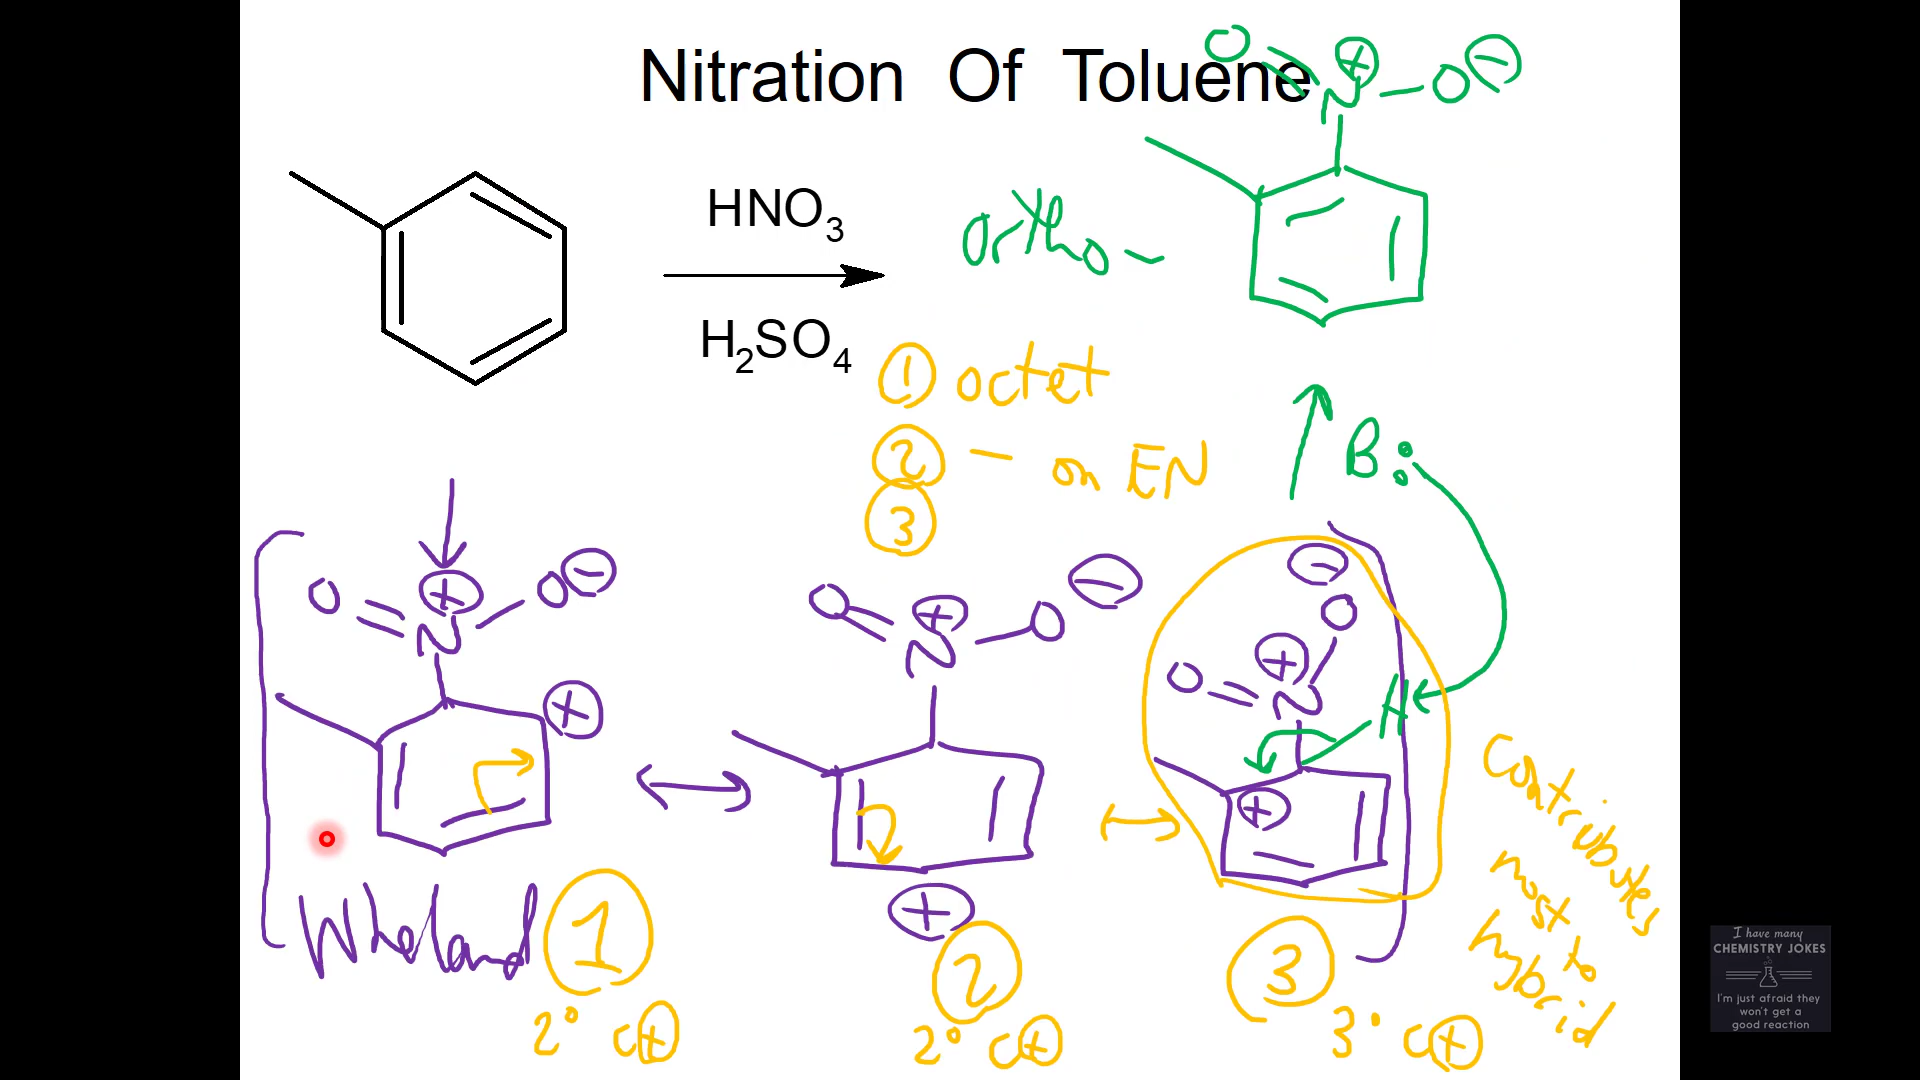 Nitration Of Toluene
O N ⊕ – O ⊖
HNO3
H2SO4
Ortho –
① octet
② – on EN
③
B:
O = N ⊕ – O ⊖
⊕
Wheland
① 
2° C⊕
O = N ⊕ – O ⊖
⊕
②
2° C⊕
⊖
O
O = N ⊕
H
⊕
③
3° C⊕
Contributes
most to
hybrid
I have many
CHEMISTRY JOKES
I'm just afraid they
won't get a
good reaction